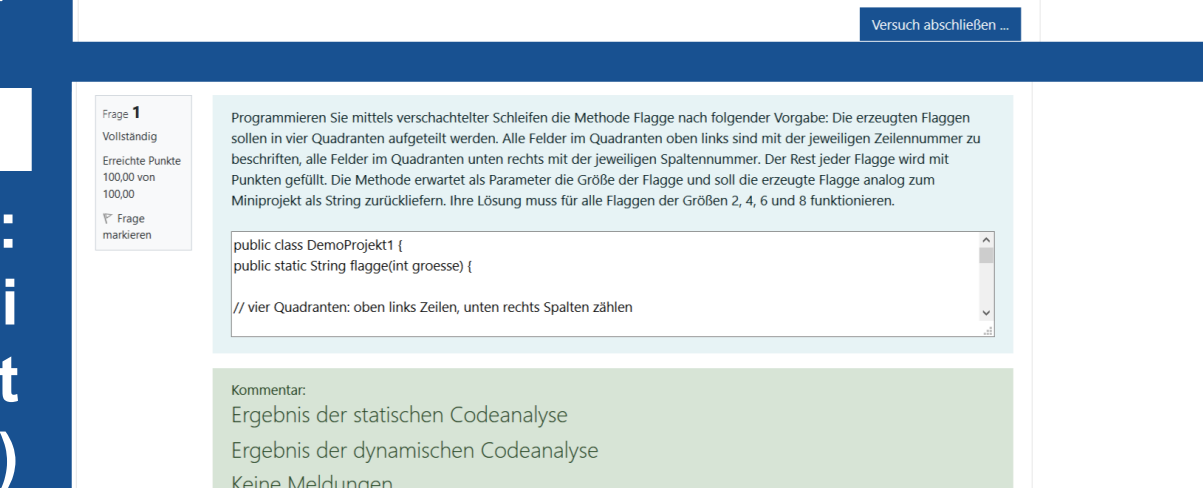 Versuch abschließen ...
Frage 1
Vollständig
Erreichte Punkte
100,00 von
100,00
Frage
markieren
Programmieren Sie mittels verschachtelter Schleifen die Methode Flagge nach folgender Vorgabe: Die erzeugten Flaggen
sollen in vier Quadranten aufgeteilt werden. Alle Felder im Quadranten oben links sind mit der jeweiligen Zeilennummer zu
beschriften, alle Felder im Quadranten unten rechts mit der jeweiligen Spaltennummer. Der Rest jeder Flagge wird mit
Punkten gefüllt. Die Methode erwartet als Parameter die Größe der Flagge und soll die erzeugte Flagge analog zum
Miniprojekt als String zurückliefern. Ihre Lösung muss für alle Flaggen der Größen 2, 4, 6 und 8 funktionieren.
public class DemoProjekt1 {
public static String flagge(int groesse) {
// vier Quadranten: oben links Zeilen, unten rechts Spalten zählen
Kommentar:
Ergebnis der statischen Codeanalyse
Ergebnis der dynamischen Codeanalyse
Keine Meldungen
:
i
t
)